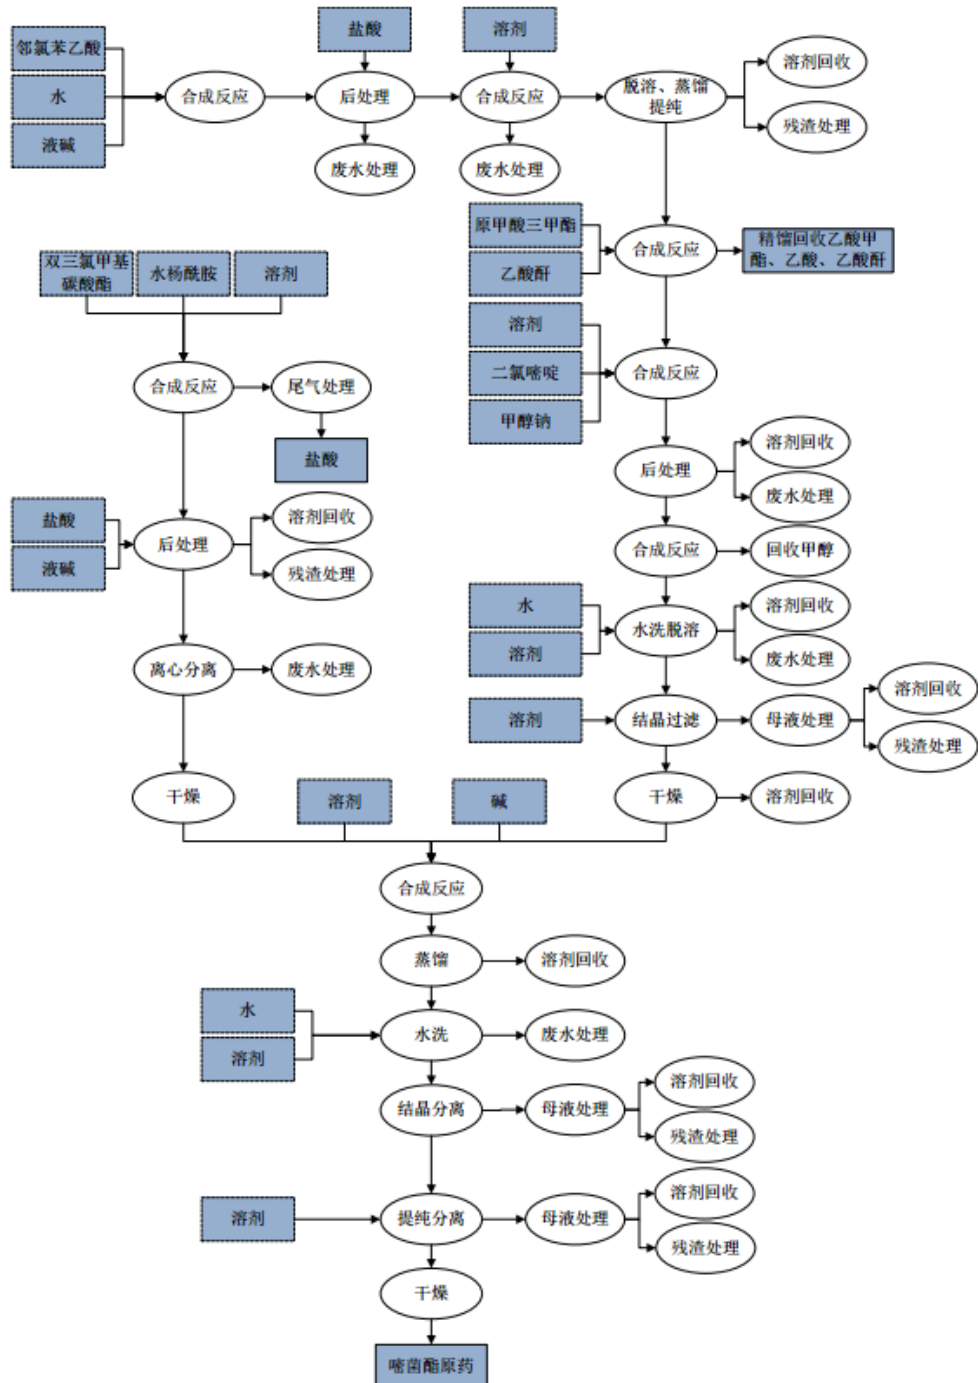 盐酸
溶剂
邻氯苯乙酸
水
液碱
合成反应
后处理
合成反应
脱溶、蒸馏
提纯
溶剂回收
残渣处理
废水处理
废水处理
原甲酸三甲酯
乙酸酐
合成反应
精馏回收乙酸甲
酯、乙酸、乙酸酐
双三氯甲基
碳酸酯
水杨酰胺
溶剂
溶剂
二氯嘧啶
甲醇钠
合成反应
合成反应
尾气处理
盐酸
后处理
溶剂回收
废水处理
盐酸
液碱
后处理
溶剂回收
残渣处理
合成反应
回收甲醇
水
溶剂
水洗脱溶
溶剂回收
废水处理
离心分离
废水处理
溶剂
结晶过滤
母液处理
溶剂回收
残渣处理
干燥
溶剂
碱
干燥
溶剂回收
合成反应
蒸馏
溶剂回收
水
溶剂
水洗
废水处理
结晶分离
母液处理
溶剂回收
残渣处理
溶剂
提纯分离
母液处理
溶剂回收
残渣处理
干燥
嘧菌酯原药